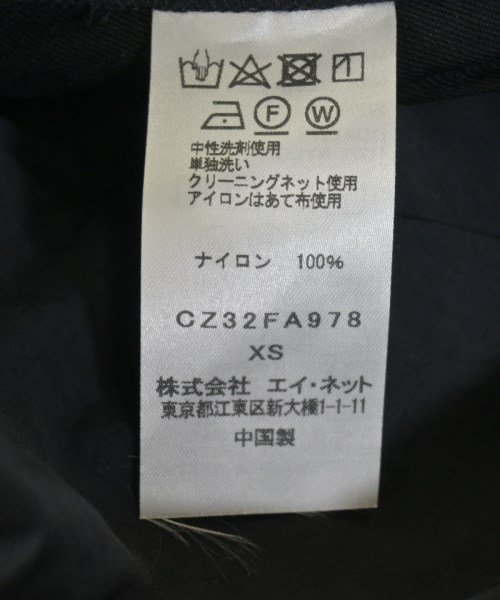 F W
中性洗剤使用
単独洗い
クリーニングネット使用
アイロンはあて布使用
ナイロン 100%
CZ32FA978
XS
株式会社 エイ・ネット
東京都江東区新大橋1-1-11
中国製